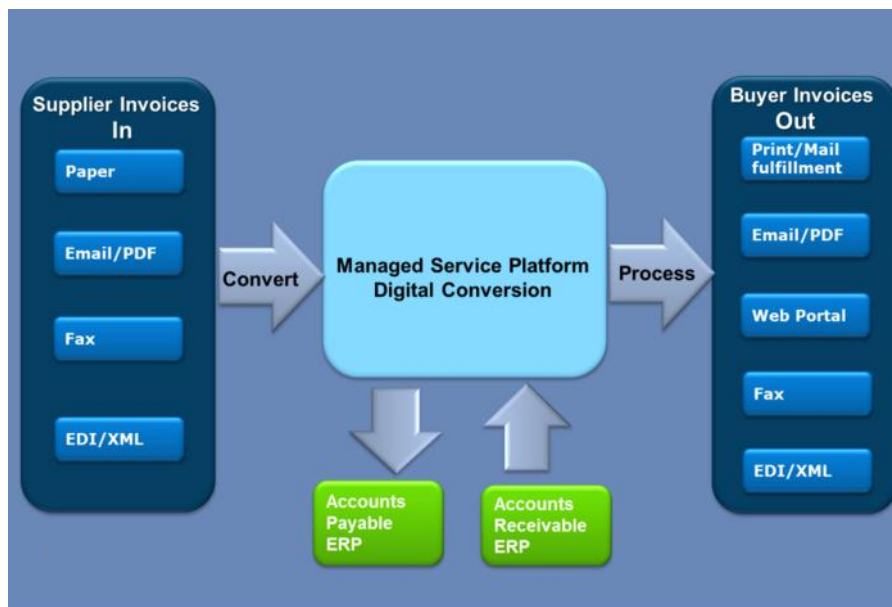 Supplier Invoices
In
Paper
Email/PDF
Fax
EDI/XML
Convert
Managed Service Platform
Digital Conversion
Process
Accounts
Payable
ERP
Accounts
Receivable
ERP
Buyer Invoices
Out
Print/Mail
fulfillment
Email/PDF
Web Portal
Fax
EDI/XML